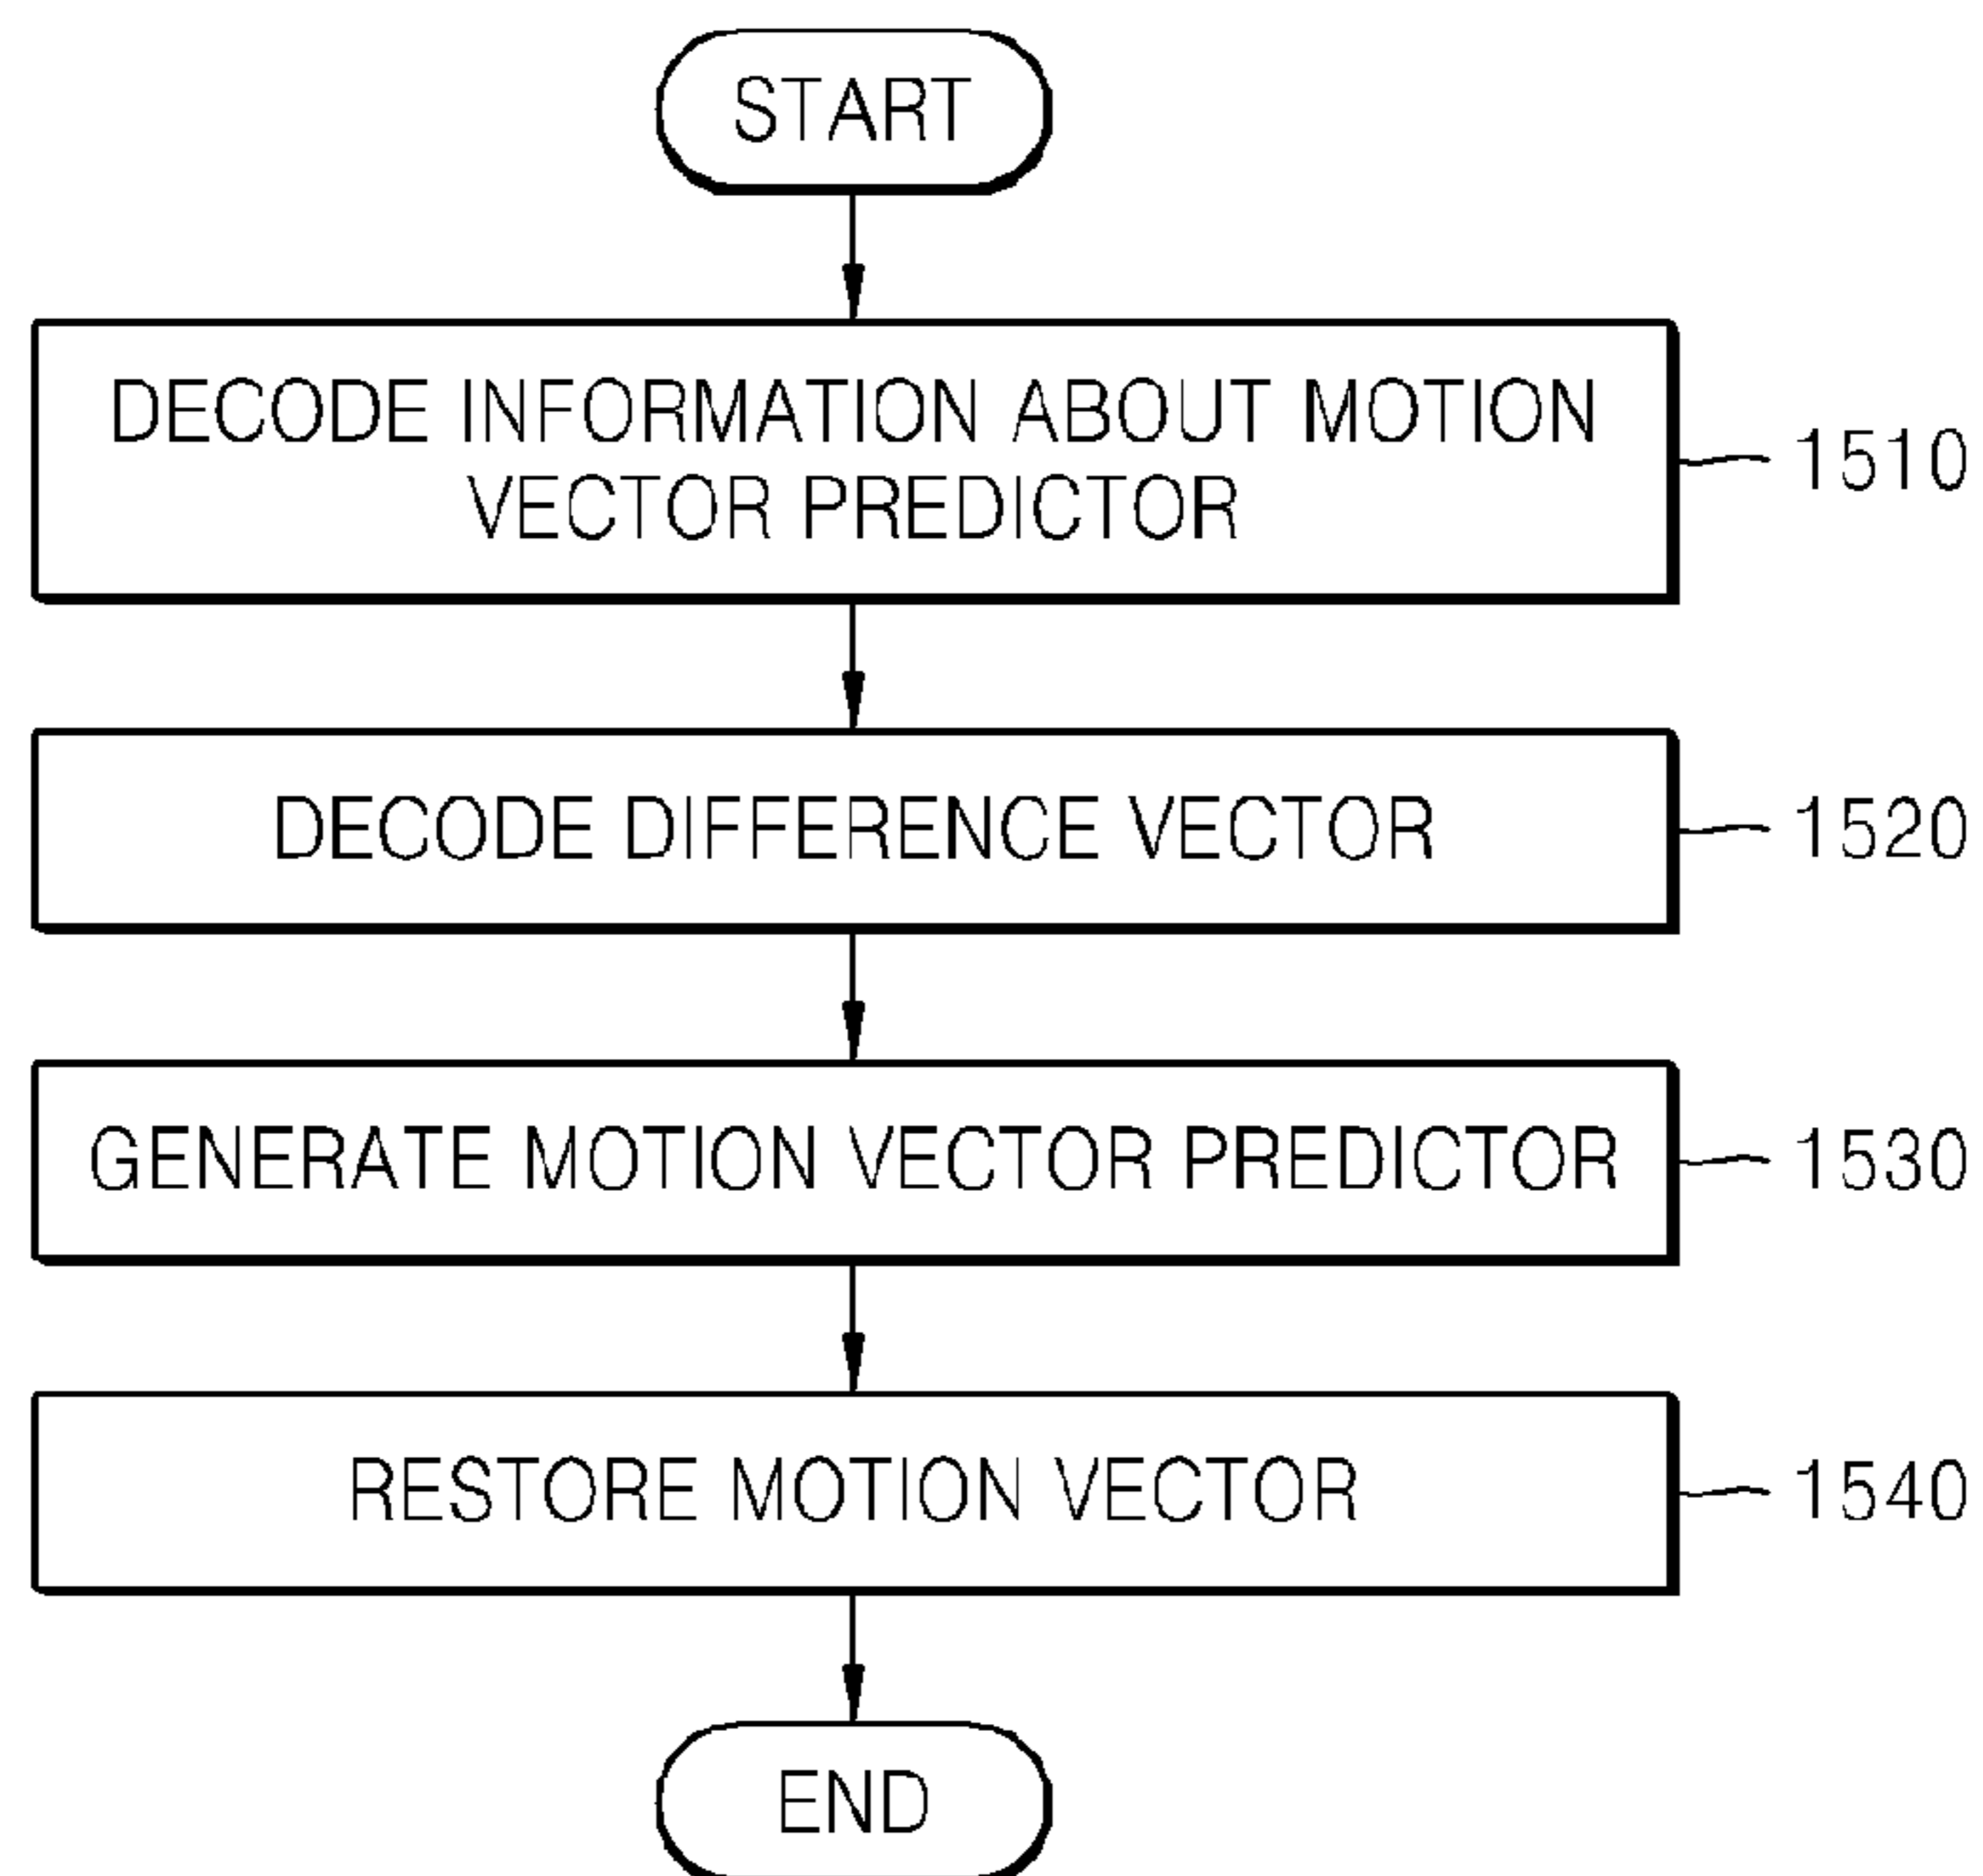 START
DECODE INFORMATION ABOUT MOTION
VECTOR PREDICTOR
1510
DECODE DIFFERENCE VECTOR
1520
GENERATE MOTION VECTOR PREDICTOR
1530
RESTORE MOTION VECTOR
1540
END